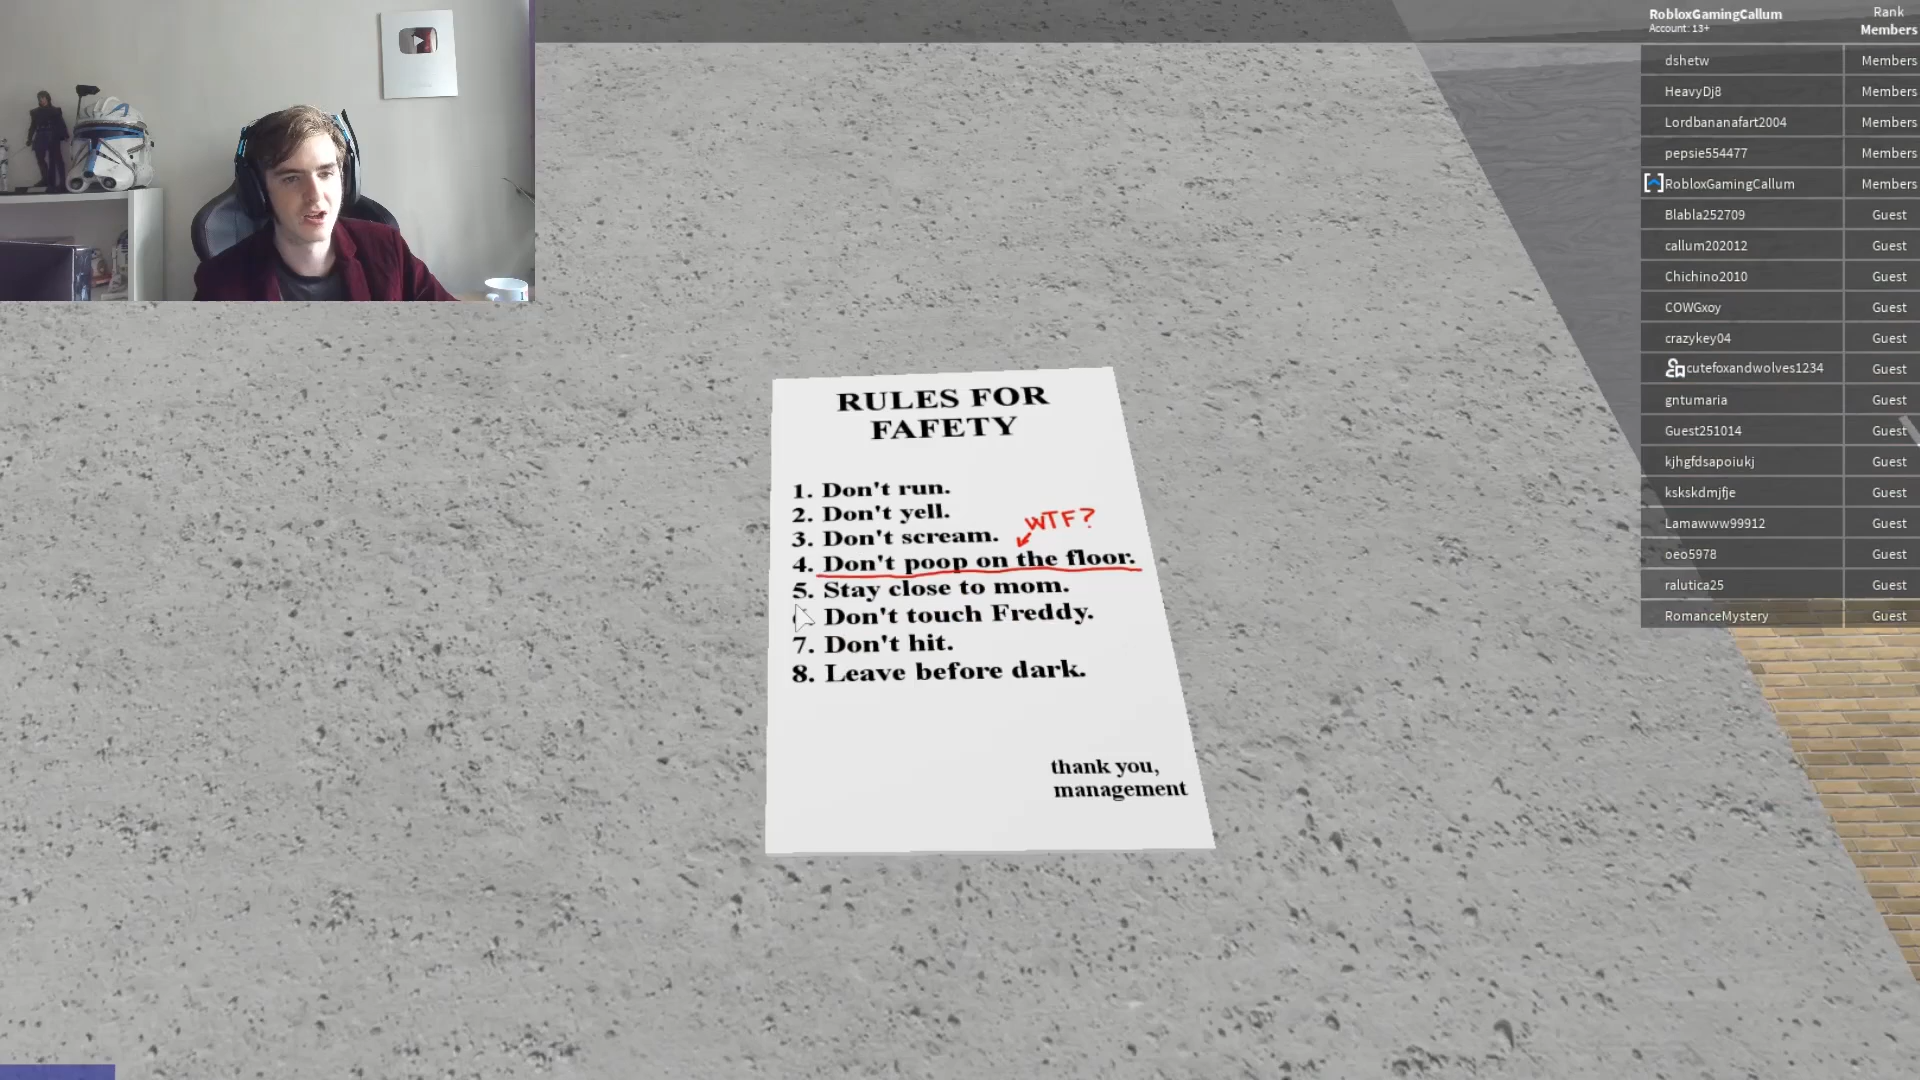 RobloxGamingCallum
Account: 13+
Rank
Members
dshetw Members
HeavyDj8 Members
Lordbananafart2004 Members
pepsie554477 Members
RobloxGamingCallum Members
Blabla252709 Guest
callum202012 Guest
Chichino2010 Guest
COWGxoy Guest
crazykey04 Guest
cutefoxandwolves1234 Guest
gntumaria Guest
Guest251014 Guest
kjhgfdsapoiukj Guest
kskskdmjfje Guest
Lamawww99912 Guest
oeo5978 Guest
ralutica25 Guest
RomanceMystery Guest
RULES FOR
FAFETY
1. Don't run.
2. Don't yell.
WTF?
3. Don't scream.
4. Don't poop on the floor.
5. Stay close to mom.
Don't touch Freddy.
7. Don't hit.
8. Leave before dark.
thank you,
management